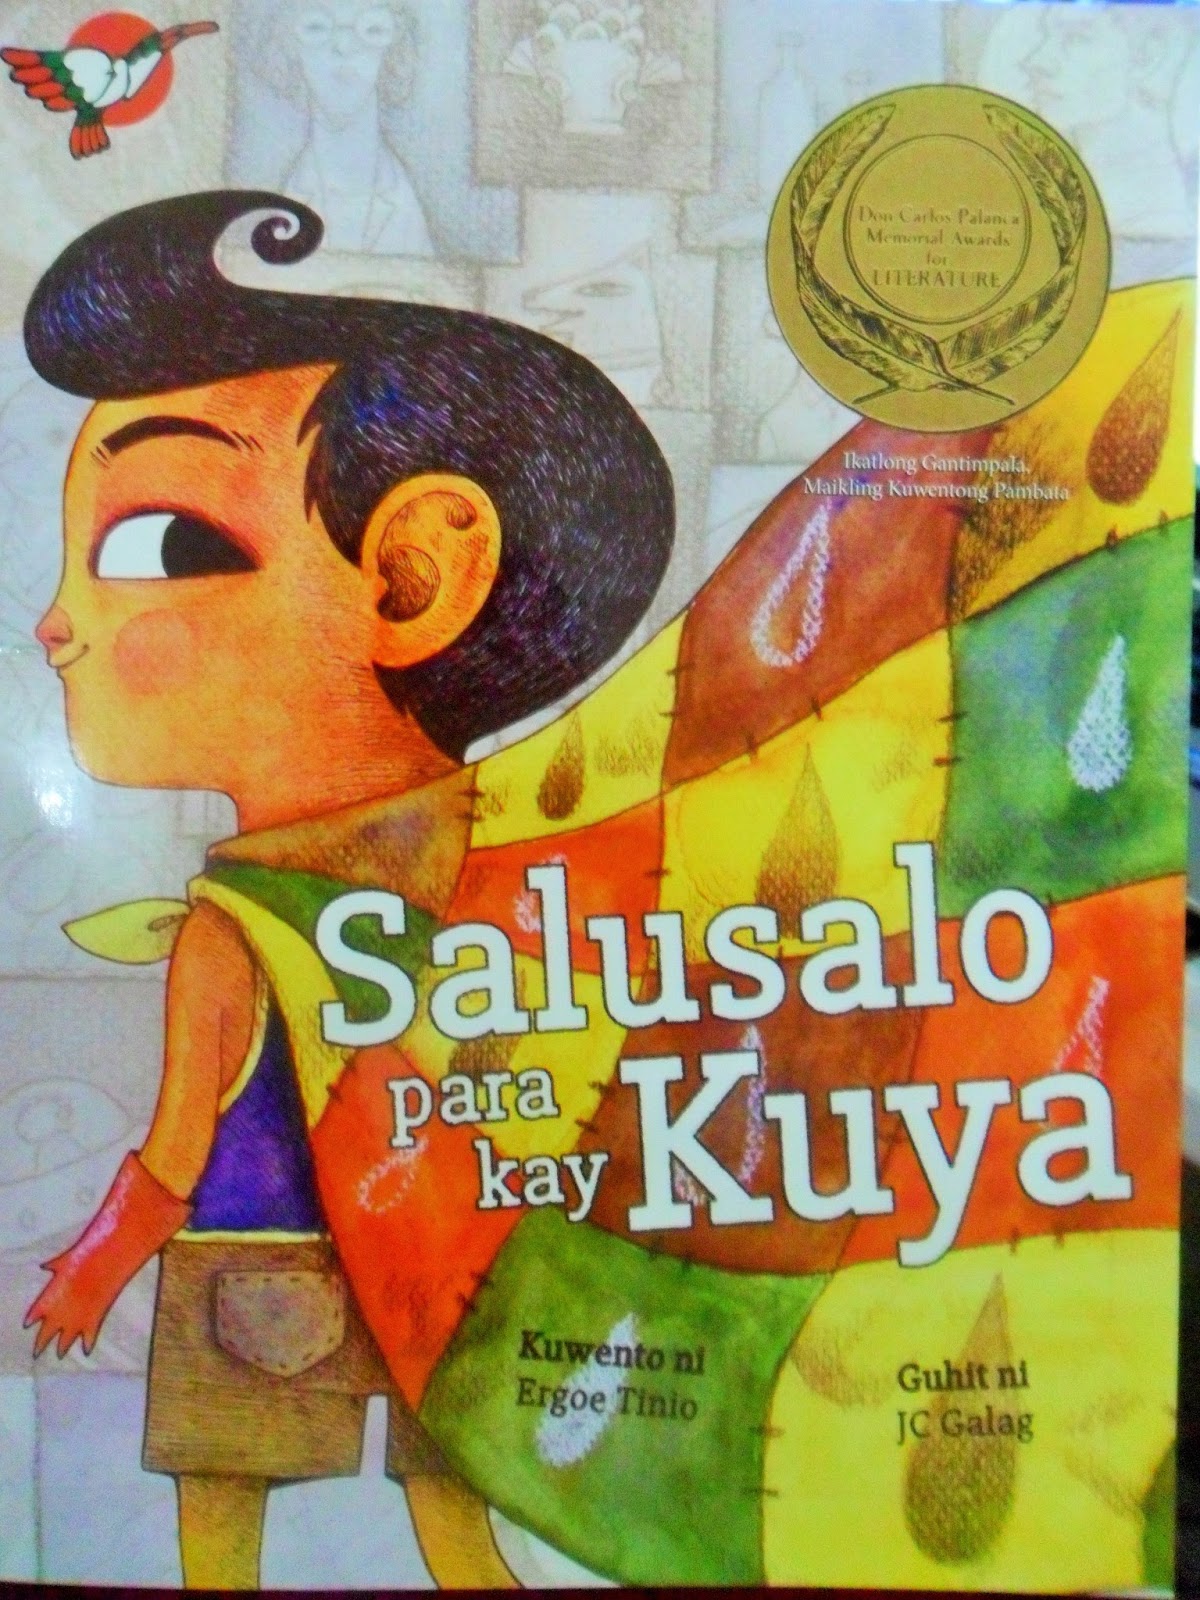 Don Carlos Palanca
Memorial Awards
for
LITERATURE
Ikatlong Gantimpala,
Maikling Kuwentong Pambata
Salusalo
para
kay Kuya
Kuwento ni
Ergoe Tinio
Guhit ni
JC Galag